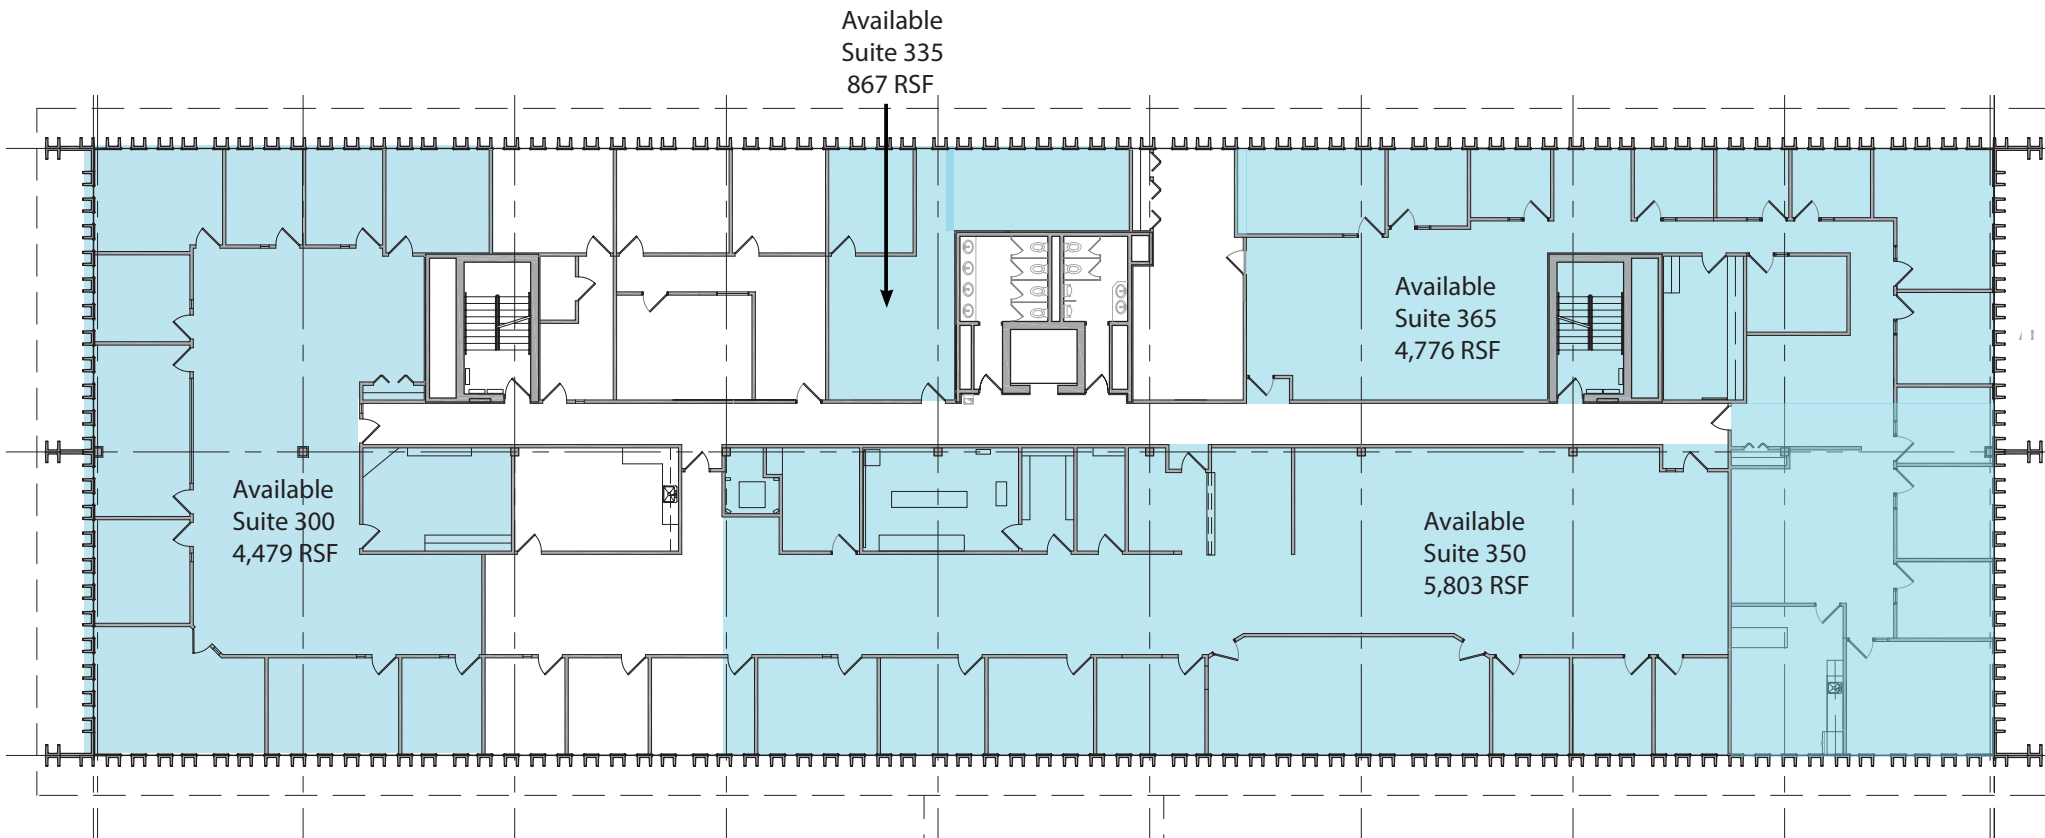 Available
Suite 335
867 RSF
Available
Suite 365
4,776 RSF
Available
Suite 300
4,479 RSF
Available
Suite 350
5,803 RSF